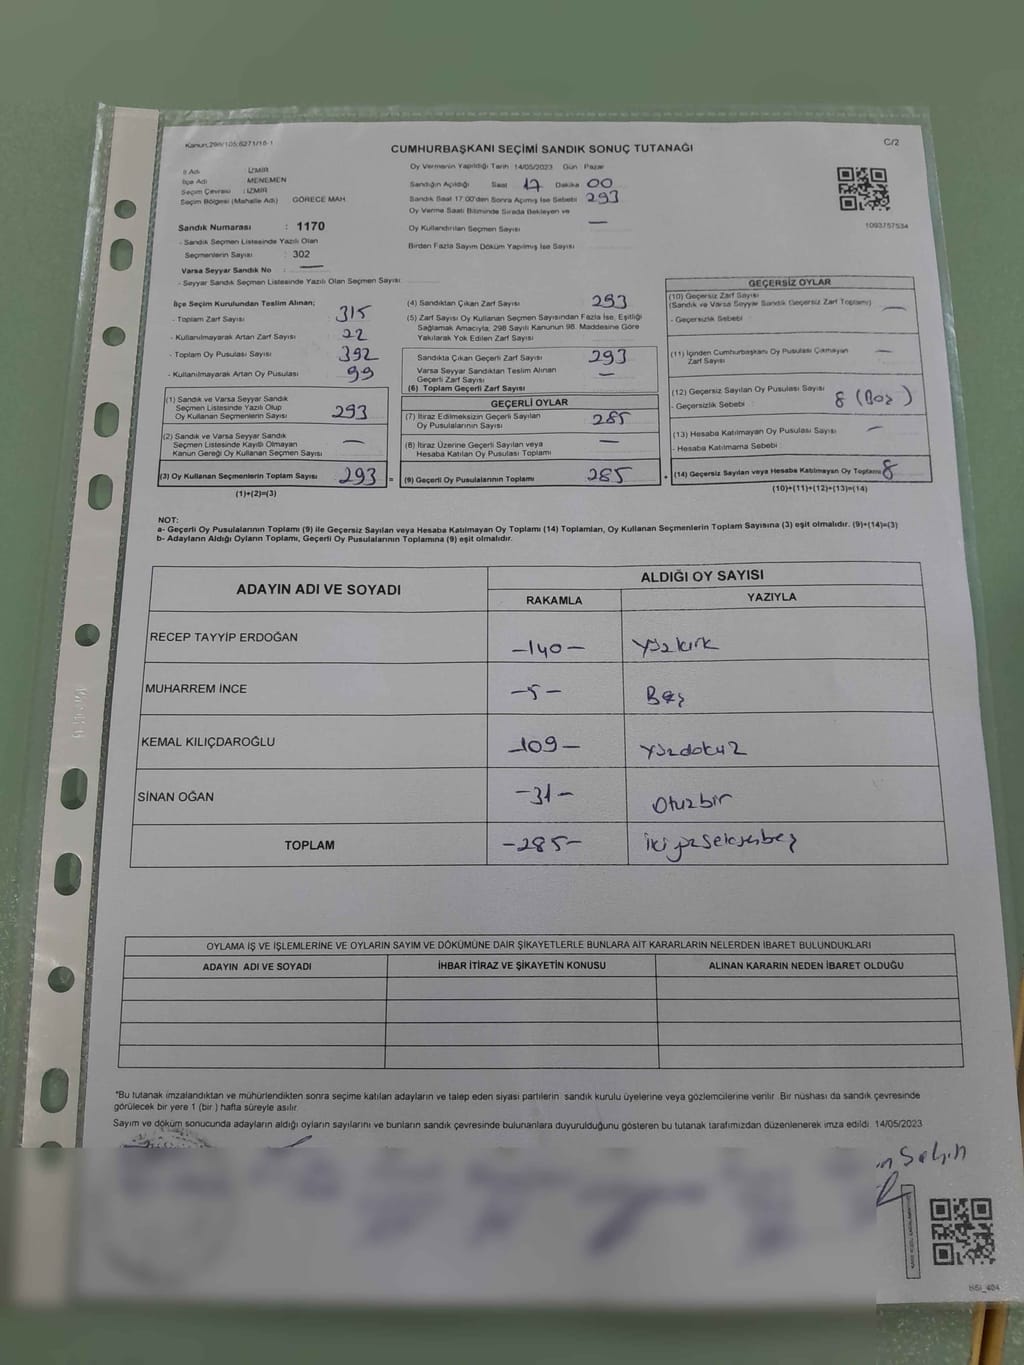 Kanun,298/105;6271/16-1
C/2
CUMHURBAŞKANI SEÇİMİ SANDIK SONUÇ TUTANAĞI
İl Adı : İZMİR
İlçe Adı : MENEMEN
Seçim Çevresi : İZMİR
Seçim Bölgesi (Mahalle Adı) : GÖRECE MAH.
Sandık Numarası : 1170
- Sandık Seçmen Listesinde Yazılı Olan
Seçmenlerin Sayısı : 302
Varsa Seyyar Sandık No : —
- Seyyar Sandık Seçmen Listesinde Yazılı Olan Seçmen Sayısı:
Oy Vermenin Yapıldığı Tarih :14/05/2023 Gün : Pazar
Sandığın Açıldığı Saat 17 Dakika 00
Sandık Saat 17.00'den Sonra Açılmış İse Sebebi 293
Oy Verme Saati Bitiminde Sırada Bekleyen ve
Oy Kullandırılan Seçmen Sayısı —
Birden Fazla Sayım Döküm Yapılmış İse Sayısı
1093757534
İlçe Seçim Kurulundan Teslim Alınan;
- Toplam Zarf Sayısı : 315
- Kullanılmayarak Artan Zarf Sayısı : 22
- Toplam Oy Pusulası Sayısı : 392
- Kullanılmayarak Artan Oy Pusulası : 99
(1) Sandık ve Varsa Seyyar Sandık
Seçmen Listesinde Yazılı Olup
Oy Kullanan Seçmenlerin Sayısı 293
(2) Sandık ve Varsa Seyyar Sandık
Seçmen Listesinde Kayıtlı Olmayan
Kanun Gereği Oy Kullanan Seçmen Sayısı —
(3) Oy Kullanan Seçmenlerin Toplam Sayısı 293 =
(1)+(2)=(3)
(4) Sandıktan Çıkan Zarf Sayısı 293
(5) Zarf Sayısı Oy Kullanan Seçmen Sayısından Fazla İse, Eşitliği
Sağlamak Amacıyla, 298 Sayılı Kanunun 98. Maddesine Göre
Yakılarak Yok Edilen Zarf Sayısı
Sandıkta Çıkan Geçerli Zarf Sayısı 293
Varsa Seyyar Sandıktan Teslim Alınan
Geçerli Zarf Sayısı —
(6) Toplam Geçerli Zarf Sayısı
GEÇERLİ OYLAR
(7) İtiraz Edilmeksizin Geçerli Sayılan
Oy Pusulalarının Sayısı 285
(8) İtiraz Üzerine Geçerli Sayılan veya
Hesaba Katılan Oy Pusulası Toplamı —
(9) Geçerli Oy Pusulalarının Toplamı 285 +
GEÇERSİZ OYLAR
(10) Geçersiz Zarf Sayısı
(Sandık ve Varsa Seyyar Sandık Geçersiz Zarf Toplamı) —
- Geçersizlik Sebebi
(11) İçinden Cumhurbaşkanı Oy Pusulası Çıkmayan
Zarf Sayısı —
(12) Geçersiz Sayılan Oy Pusulası Sayısı 8 (Boş)
- Geçersizlik Sebebi
(13) Hesaba Katılmayan Oy Pusulası Sayısı —
- Hesaba Katılmama Sebebi
(14) Geçersiz Sayılan veya Hesaba Katılmayan Oy Toplamı 8
(10)+(11)+(12)+(13)=(14)
NOT:
a- Geçerli Oy Pusulalarının Toplamı (9) ile Geçersiz Sayılan veya Hesaba Katılmayan Oy Toplamı (14) Toplamları, Oy Kullanan Seçmenlerin Toplam Sayısına (3) eşit olmalıdır. (9)+(14)=(3)
b- Adayların Aldığı Oyların Toplamı, Geçerli Oy Pusulalarının Toplamına (9) eşit olmalıdır.
ADAYIN ADI VE SOYADI
ALDIĞI OY SAYISI
RAKAMLA YAZIYLA
RECEP TAYYİP ERDOĞAN -140- yüzkırk
MUHARREM İNCE -5- Beş
KEMAL KILIÇDAROĞLU -109- yüzdokuz
SİNAN OĞAN -31- otuzbir
TOPLAM -285- ikiyüzseksenbeş
OYLAMA İŞ VE İŞLEMLERİNE VE OYLARIN SAYIM VE DÖKÜMÜNE DAİR ŞİKAYETLERLE BUNLARA AİT KARARLARIN NELERDEN İBARET BULUNDUKLARI
ADAYIN ADI VE SOYADI İHBAR İTİRAZ VE ŞİKAYETİN KONUSU ALINAN KARARIN NEDEN İBARET OLDUĞU
*Bu tutanak imzalandıktan ve mühürlendikten sonra seçime katılan adayların ve talep eden siyasi partilerin sandık kurulu üyelerine veya gözlemcilerine verilir. Bir nüshası da sandık çevresinde
görülecek bir yere 1 (bir ) hafta süreyle asılır.
Sayım ve döküm sonucunda adayların aldığı oyların sayılarını ve bunların sandık çevresinde bulunanlara duyurulduğunu gösteren bu tutanak tarafımızdan düzenlenerek imza edildi. 14/05/2023